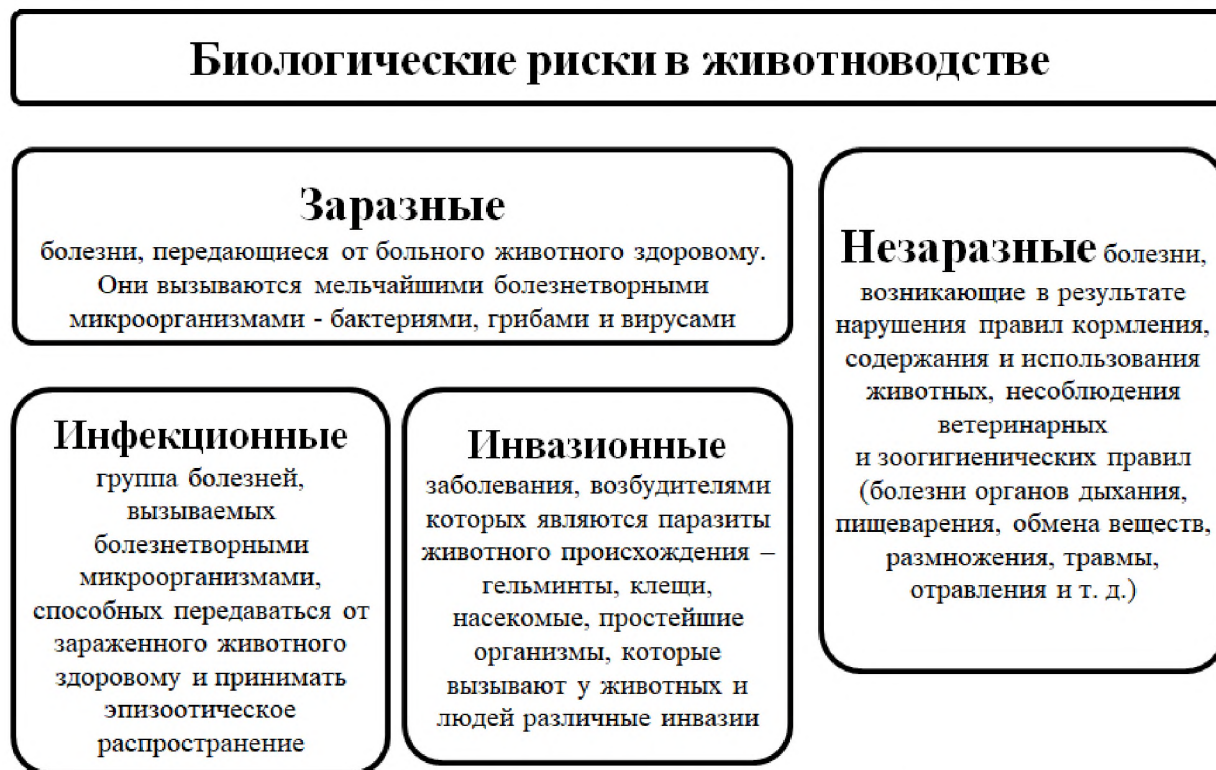 Биологические риски в животноводстве
Заразные
болезни, передающиеся от больного животного здоровому.
Они вызываются мельчайшими болезнетворными
микроорганизмами - бактериями, грибами и вирусами
Инфекционные
группа болезней,
вызываемых
болезнетворными
микроорганизмами,
способных передаваться от
зараженного животного
здоровому и принимать
эпизоотическое
распространение
Инвазионные
заболевания, возбудителями
которых являются паразиты
животного происхождения –
гельминты, клещи,
насекомые, простейшие
организмы, которые
вызывают у животных и
людей различные инвазии
Незаразные болезни,
возникающие в результате
нарушения правил кормления,
содержания и использования
животных, несоблюдения
ветеринарных
и зоогигиенических правил
(болезни органов дыхания,
пищеварения, обмена веществ,
размножения, травмы,
отравления и т. д.)